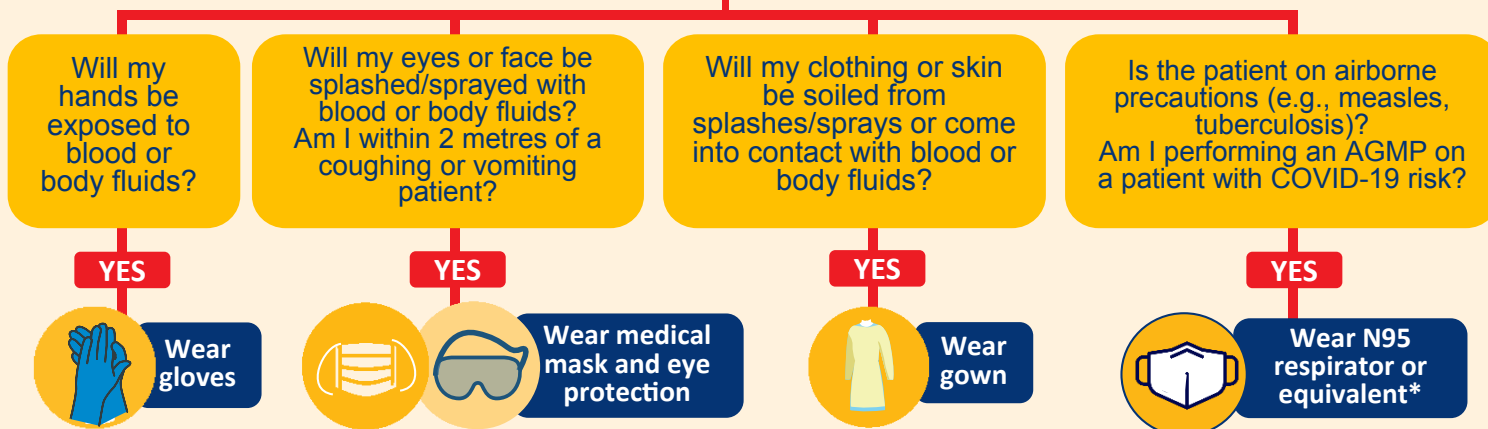 Will my
hands be
exposed to
blood or
body fluids?
YES
Wear
gloves
Will my eyes or face be
splashed/sprayed with
blood or body fluids?
Am I within 2 metres of a
coughing or vomiting
patient?
YES
Wear medical
mask and eye
protection
Will my clothing or skin
be soiled from
splashes/sprays or come
into contact with blood or
body fluids?
YES
Wear
gown
Is the patient on airborne
precautions (e.g., measles,
tuberculosis)?
Am I performing an AGMP on
a patient with COVID-19 risk?
YES
Wear N95
respirator or
equivalent*